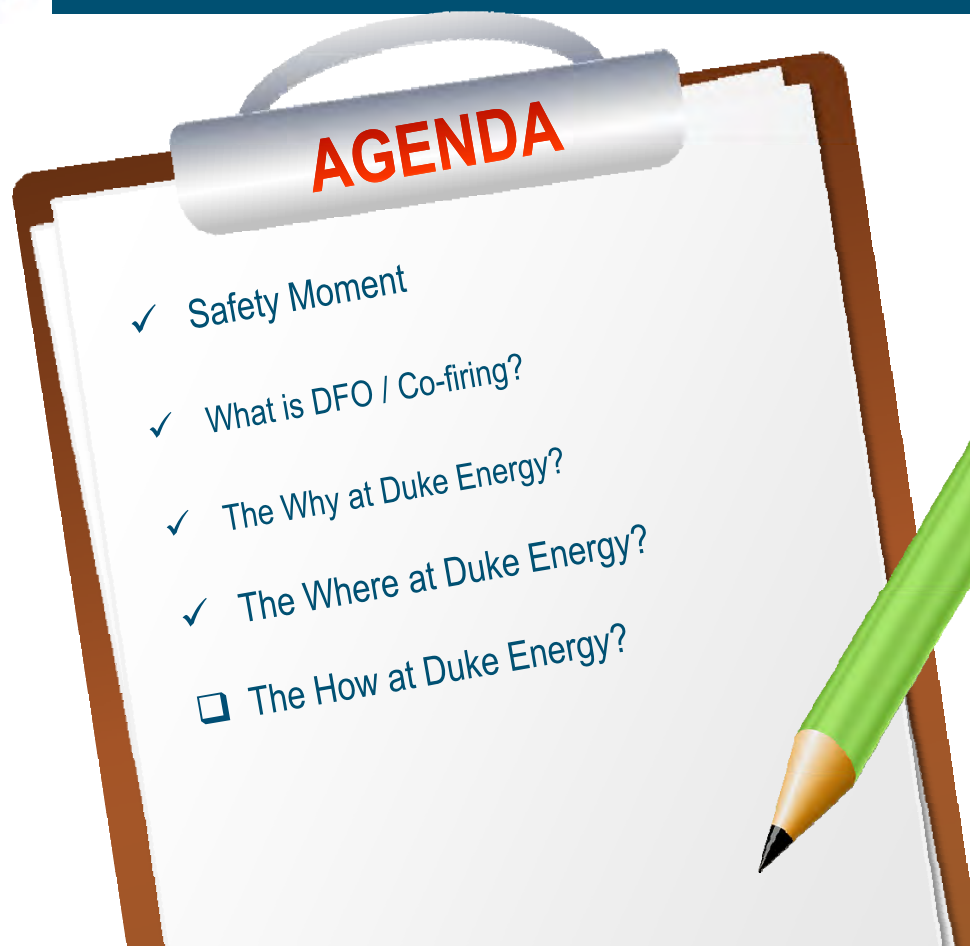 AGENDA
✓ Safety Moment
✓ What is DFO / Co-firing?
✓ The Why at Duke Energy?
✓ The Where at Duke Energy?
❑ The How at Duke Energy?